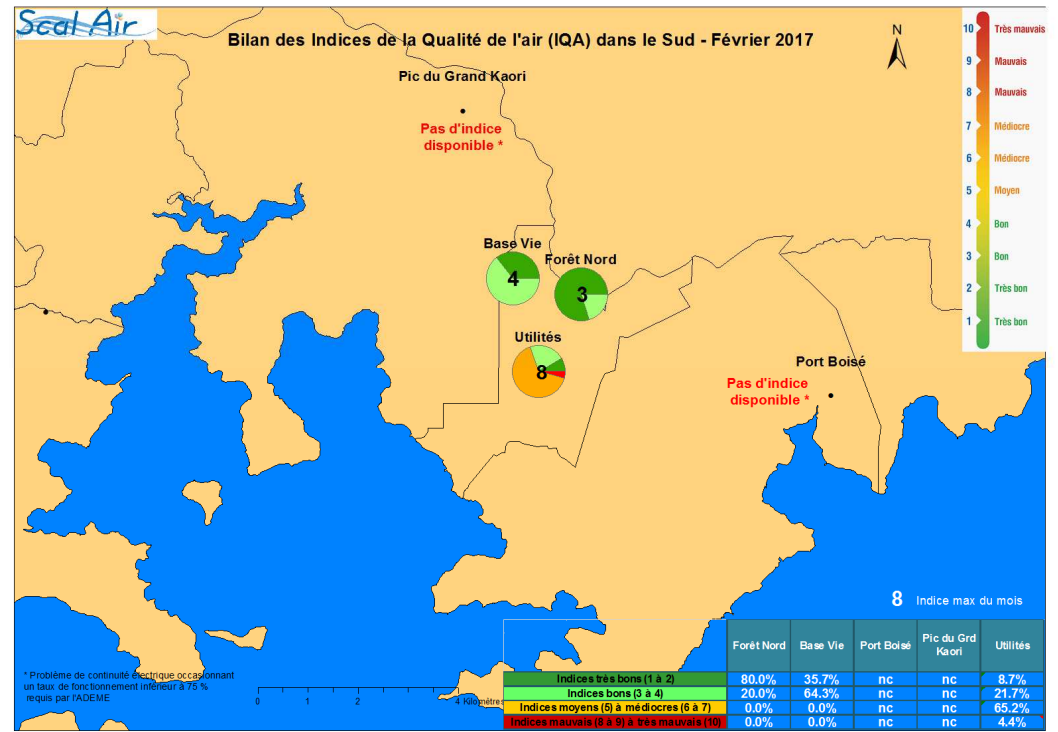 Scal Air
Bilan des Indices de la Qualité de l'air (IQA) dans le Sud - Février 2017
N
10 Très mauvais
9 Mauvais
8 Mauvais
7 Médiocre
6 Médiocre
5 Moyen
4 Bon
3 Bon
2 Très bon
1 Très bon
Pic du Grand Kaori
Pas d'indice
disponible *
Base Vie
4
Forêt Nord
3
Utilités
8
Port Boisé
Pas d'indice
disponible *
8 Indice max du mois
Forêt Nord Base Vie Port Boisé Pic du Grd Kaori Utilités
Indices très bons (1 à 2) 80.0% 35.7% nc nc 8.7%
Indices bons (3 à 4) 20.0% 64.3% nc nc 21.7%
Indices moyens (5) à médiocres (6 à 7) 0.0% 0.0% nc nc 65.2%
Indices mauvais (8 à 9) à très mauvais (10) 0.0% 0.0% nc nc 4.4%
* Problème de continuité électrique occasionnant
un taux de fonctionnement inférieur à 75 %
requis par l'ADEME
0 1 2 4 Kilomètres